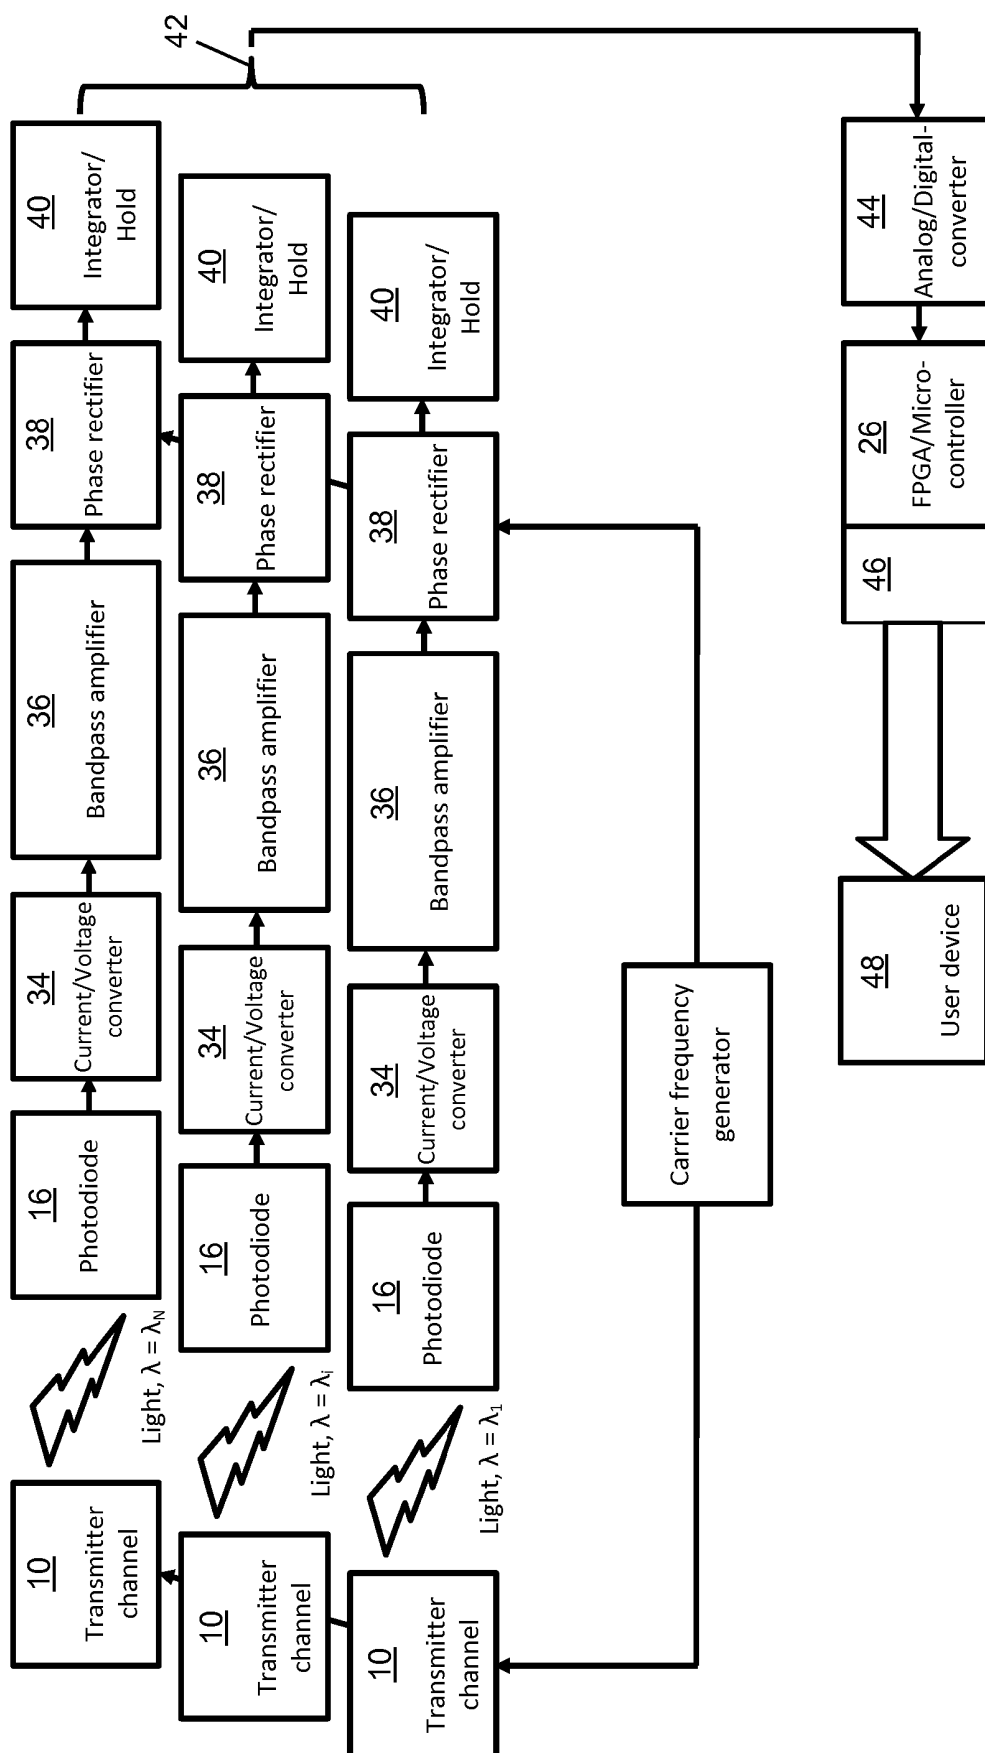 10
Transmitter
channel
Light, λ = λN
16
Photodiode
34
Current/Voltage
converter
36
Bandpass amplifier
38
Phase rectifier
40
Integrator/
Hold
42
10
Transmitter
channel
Light, λ = λi
16
Photodiode
34
Current/Voltage
converter
36
Bandpass amplifier
38
Phase rectifier
40
Integrator/
Hold
10
Transmitter
channel
Light, λ = λ1
16
Photodiode
34
Current/Voltage
converter
36
Bandpass amplifier
38
Phase rectifier
40
Integrator/
Hold
Carrier frequency
generator
48
User device
46
26
FPGA/Micro-
controller
44
Analog/Digital-
converter